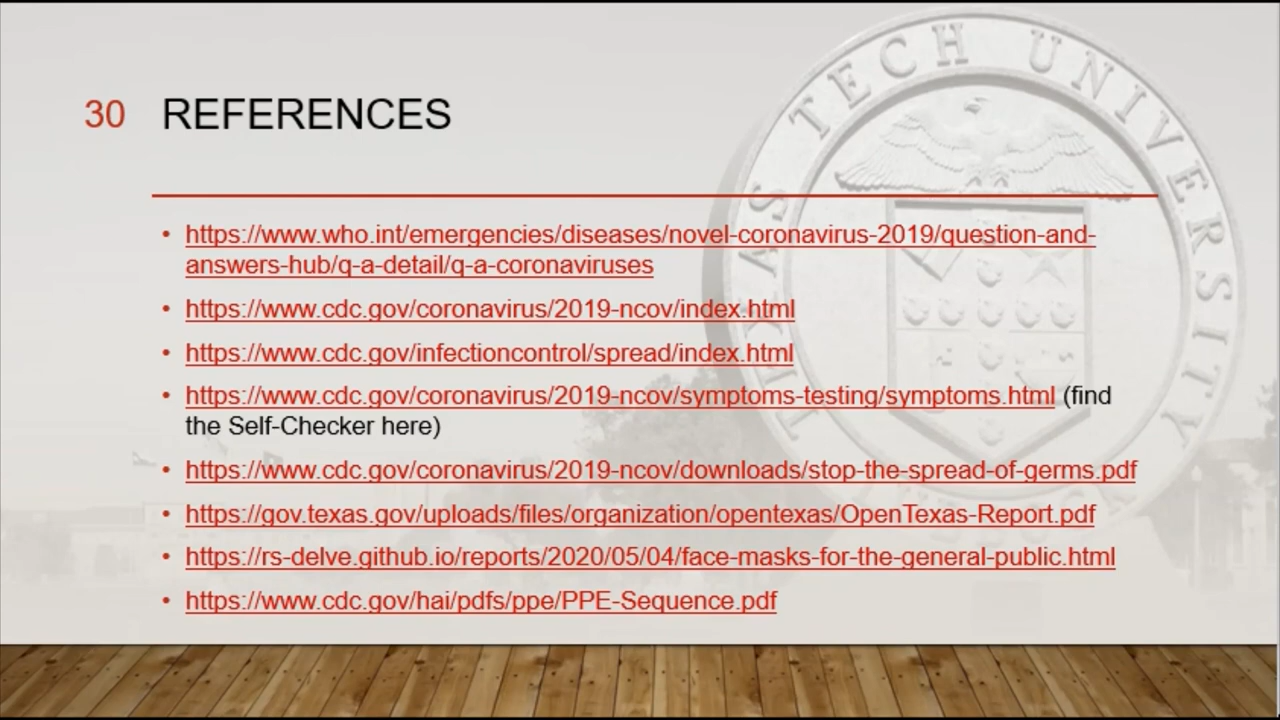 TEXAS TECH UNIVERSITY
30 REFERENCES
• https://www.who.int/emergencies/diseases/novel-coronavirus-2019/question-and-
answers-hub/q-a-detail/q-a-coronaviruses
• https://www.cdc.gov/coronavirus/2019-ncov/index.html
• https://www.cdc.gov/infectioncontrol/spread/index.html
• https://www.cdc.gov/coronavirus/2019-ncov/symptoms-testing/symptoms.html (find
the Self-Checker here)
• https://www.cdc.gov/coronavirus/2019-ncov/downloads/stop-the-spread-of-germs.pdf
• https://gov.texas.gov/uploads/files/organization/opentexas/OpenTexas-Report.pdf
• https://rs-delve.github.io/reports/2020/05/04/face-masks-for-the-general-public.html
• https://www.cdc.gov/hai/pdfs/ppe/PPE-Sequence.pdf